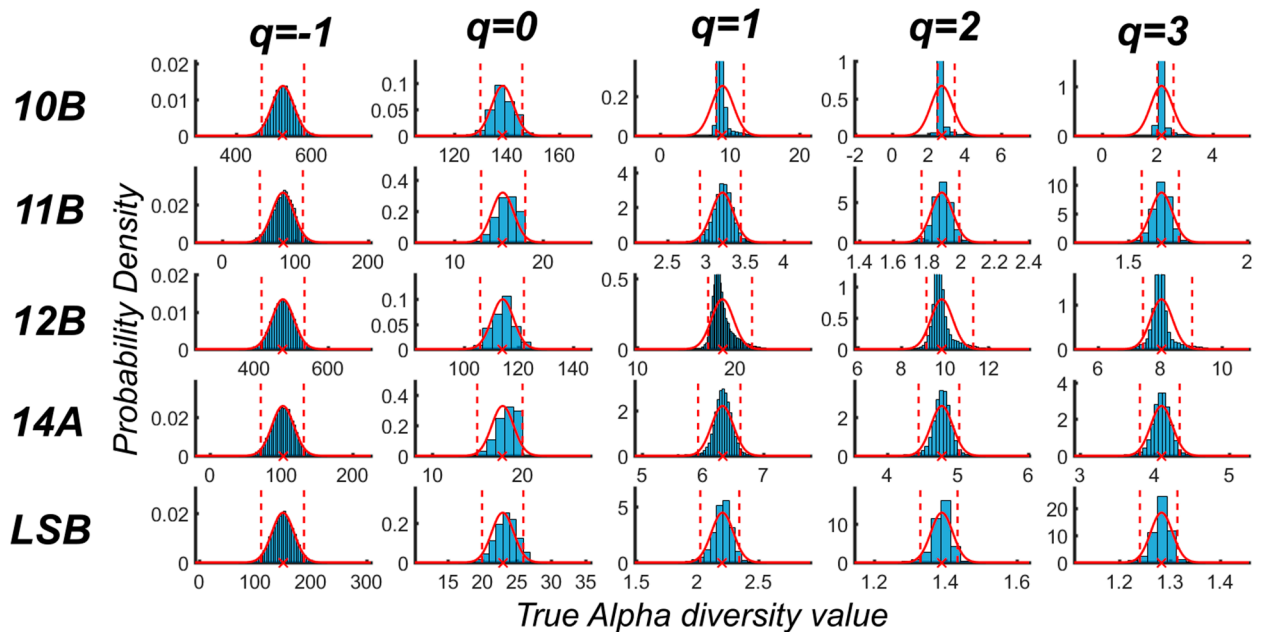 q=-1 q=0 q=1 q=2 q=3
10B
0.02 0.1 0.2 1 1
0.01 0.05 0.5
0 0 0 0 0
400 600 120 140 160 0 10 20 -2 0 2 4 6 0 2 4
11B
0.02 0.4 4 5 10
0.2 2 5
0 0 0 0 0
0 100 200 10 20 2.5 3 3.5 4 1.4 1.6 1.8 2 2.2 2.4 1.5 2
12B
0.02 0.1 0.5 1 1
0.01 0.05 0.5
0 0 0 0 0
400 600 100 120 140 10 20 6 8 10 12 6 8 10
14A
0.02 0.4 2 2 4
0.2 2
0 0 0 0 0
0 100 200 10 20 5 6 7 4 5 6 3 4 5
LSB
0.02 0.2 5 10 20
10
0 0 0 0 0
0 100 200 300 15 20 25 30 35 1.5 2 2.5 1.2 1.4 1.6 1.2 1.3 1.4
Probability Density
True Alpha diversity value